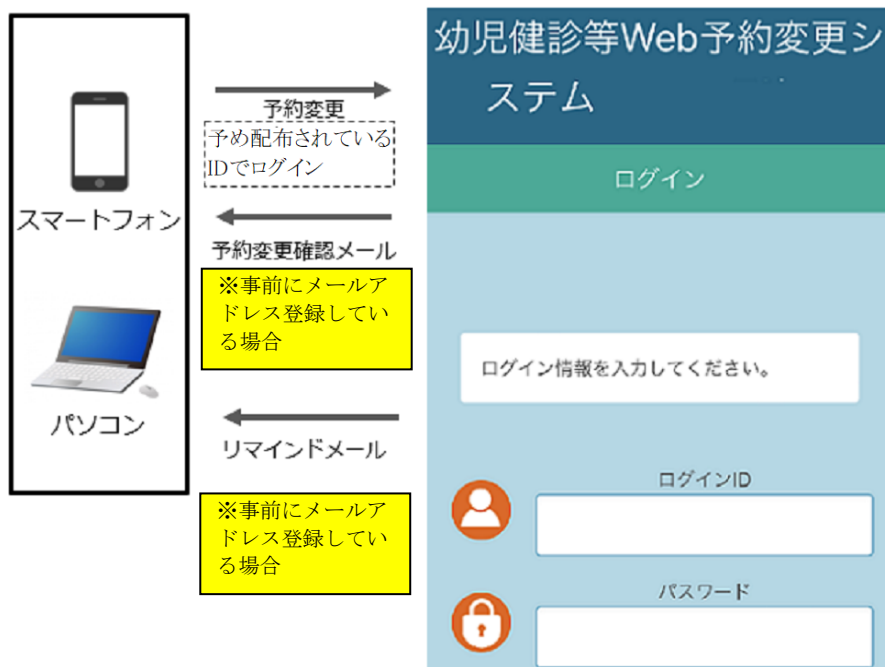 スマートフォン
パソコン
予約変更
予め配布されている
IDでログイン
予約変更確認メール
※事前にメールア
ドレス登録してい
る場合
リマインドメール
※事前にメールア
ドレス登録してい
る場合
幼児健診等Web予約変更シ
ステム
ログイン
ログイン情報を入力してください。
ログインID
パスワード